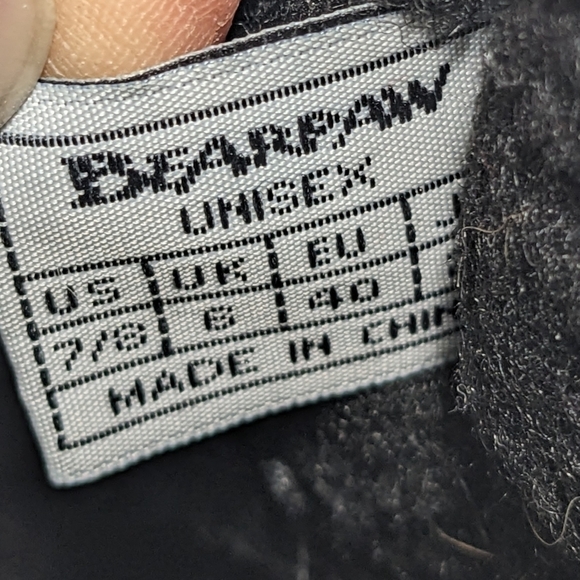 BEARPAW
UNISEX
US UK EU J
7/8 6 40
MADE IN CHIN